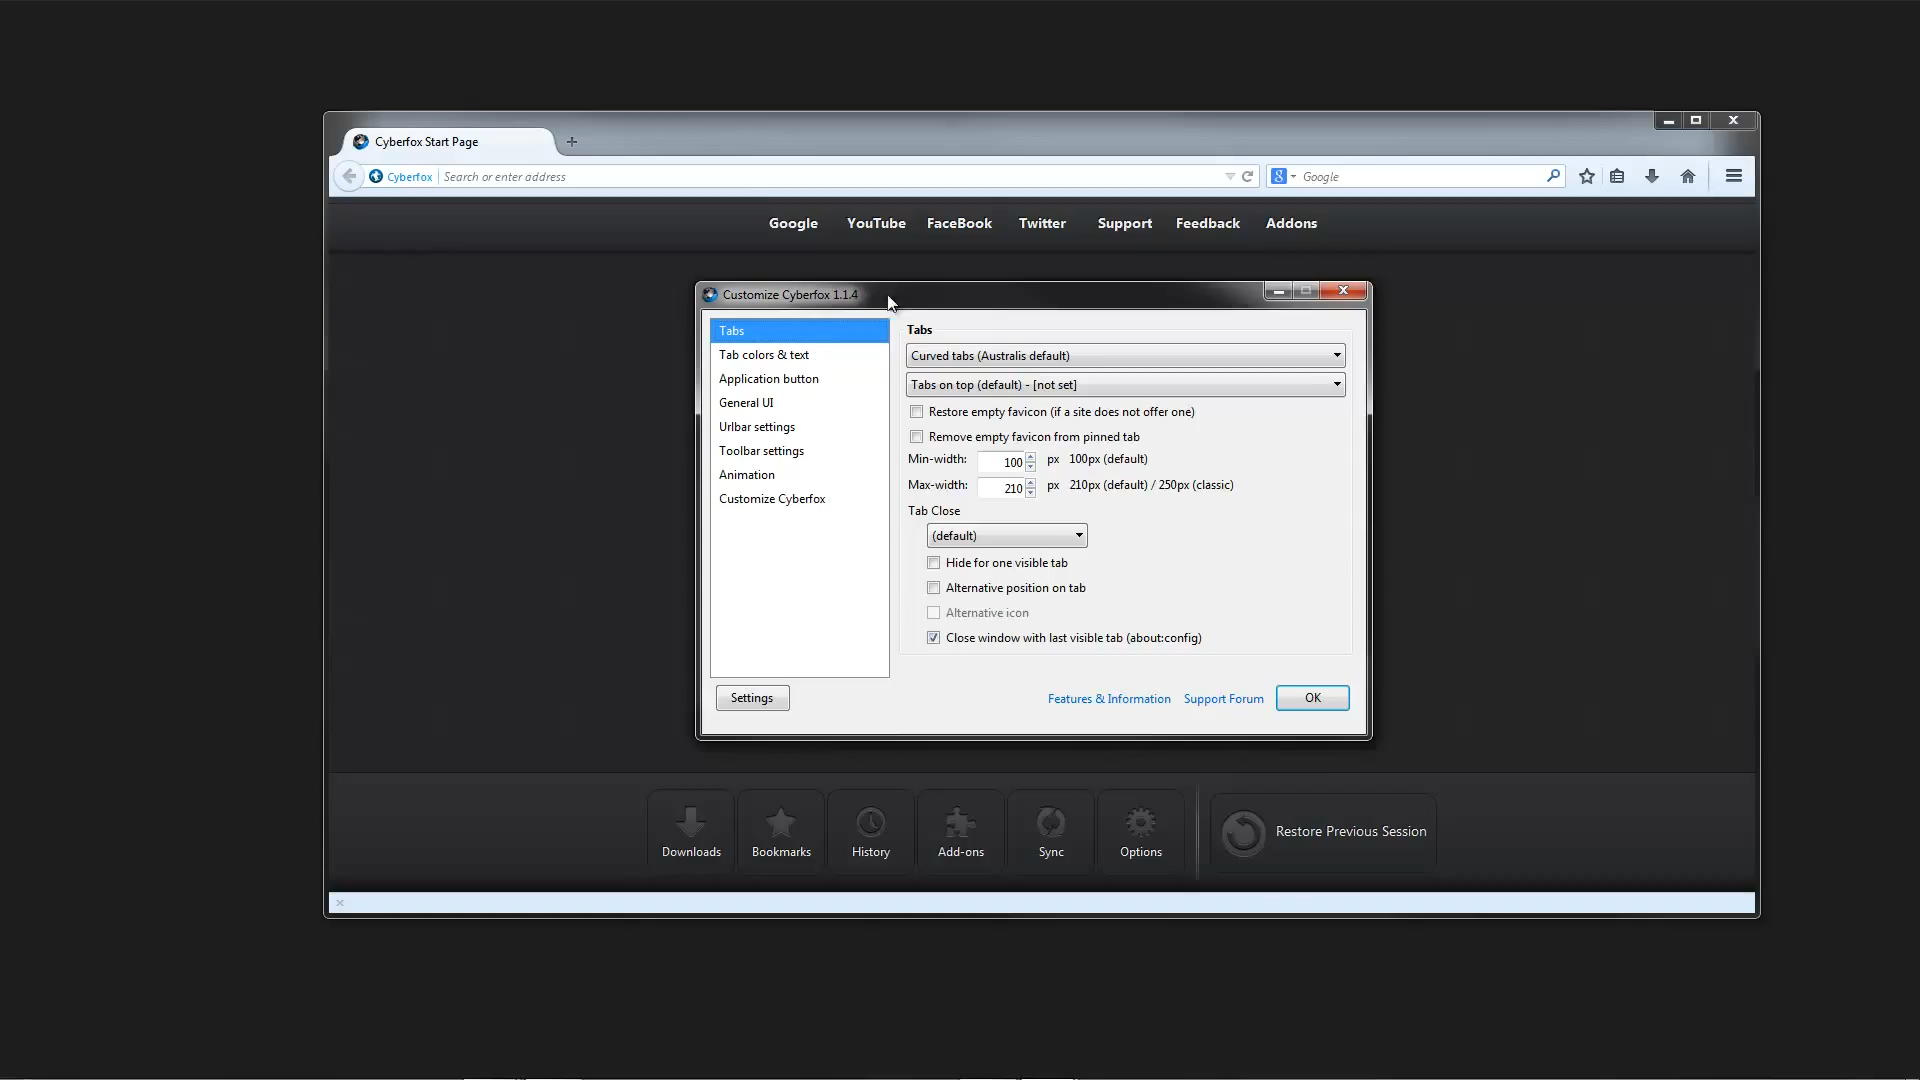 Cyberfox Start Page
Cyberfox Search or enter address
Google
Google YouTube FaceBook Twitter Support Feedback Addons
Customize Cyberfox 1.1.4
Tabs
Tab colors & text
Application button
General UI
Urlbar settings
Toolbar settings
Animation
Customize Cyberfox
Tabs
Curved tabs (Australis default)
Tabs on top (default) - [not set]
Restore empty favicon (if a site does not offer one)
Remove empty favicon from pinned tab
Min-width: 100 px 100px (default)
Max-width: 210 px 210px (default) / 250px (classic)
Tab Close
(default)
Hide for one visible tab
Alternative position on tab
Alternative icon
Close window with last visible tab (about:config)
Settings
Features & Information Support Forum OK
Downloads Bookmarks History Add-ons Sync Options
Restore Previous Session